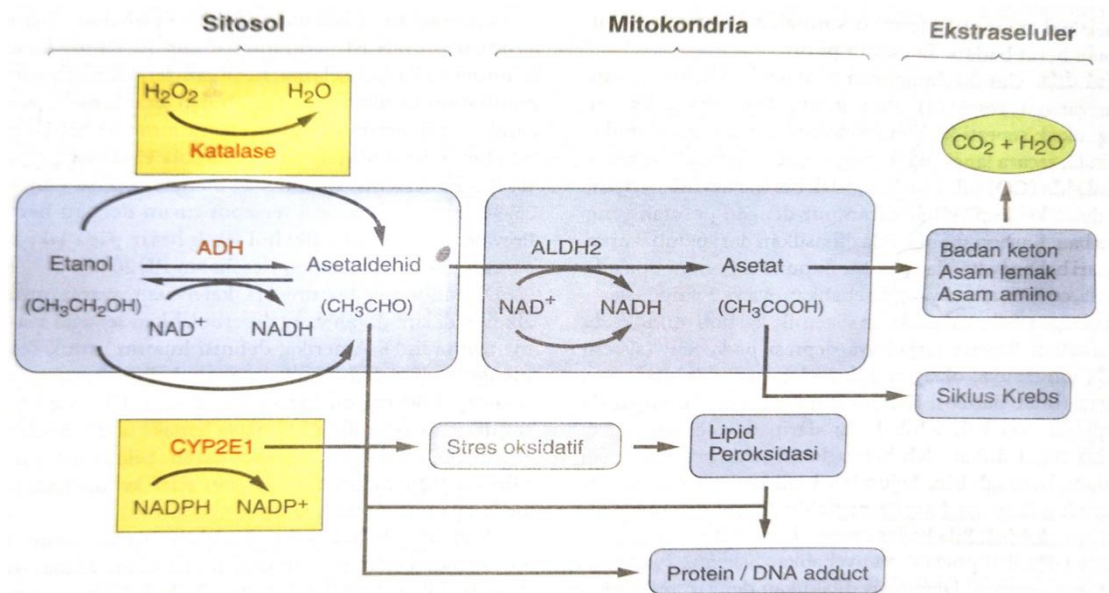 Sitosol
Mitokondria
Ekstraseluler
H₂O₂
H₂O
Katalase
CO₂ + H₂O
ADH
Etanol
Asetaldehid
(CH₃CH₂OH)
NAD⁺
NADH
(CH₃CHO)
ALDH2
NAD⁺
NADH
Asetat
(CH₃COOH)
Badan keton
Asam lemak
Asam amino
Siklus Krebs
CYP2E1
NADPH
NADP⁺
Stres oksidatif
Lipid
Peroksidasi
Protein / DNA adduct